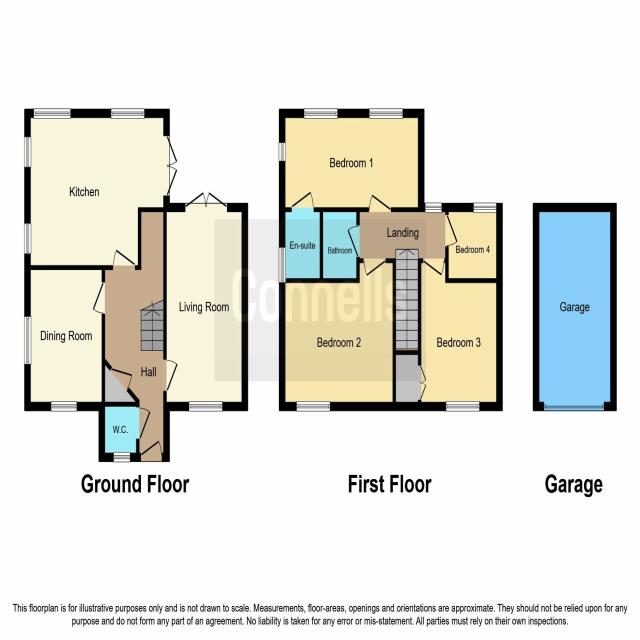 Kitchen
Dining Room
Living Room
Hall
W.C.
Ground Floor
Bedroom 1
En-suite
Bathroom
Landing
Bedroom 4
Bedroom 2
Bedroom 3
First Floor
Garage
Garage
Connells
This floorplan is for illustrative purposes only and is not drawn to scale. Measurements, floor-areas, openings and orientations are approximate. They should not be relied upon for any
purpose and do not form any part of an agreement. No liability is taken for any error or mis-statement. All parties must rely on their own inspections.